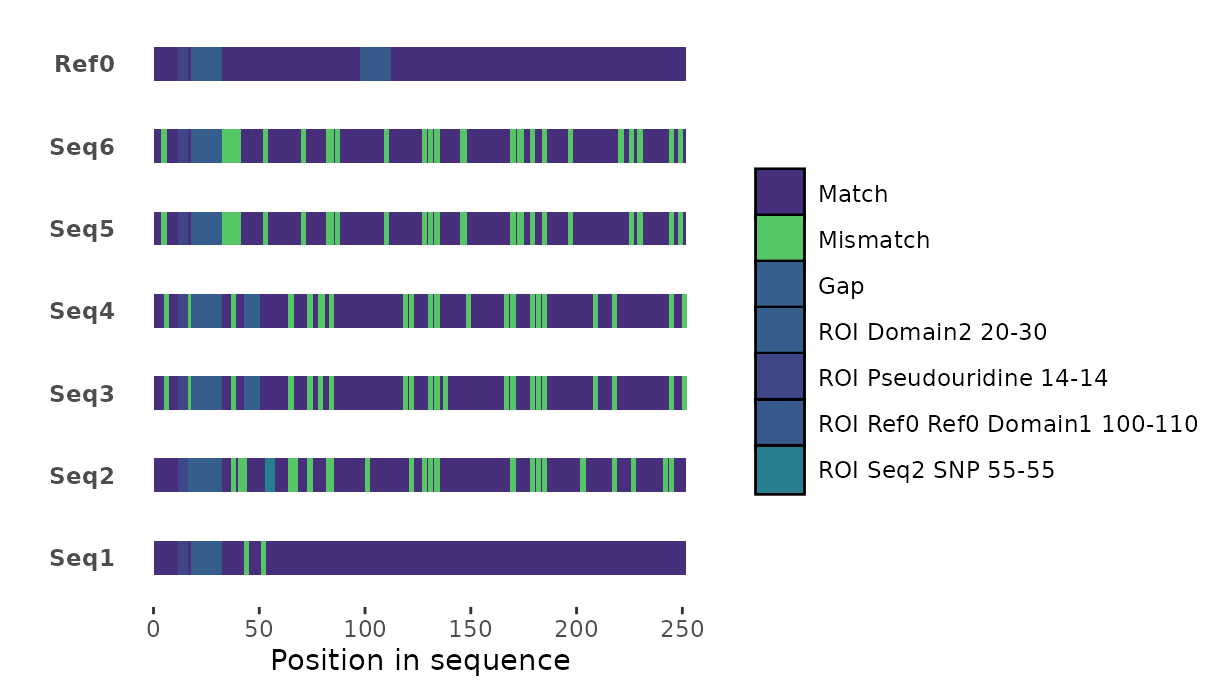 Ref0
Seq6
Seq5
Seq4
Seq3
Seq2
Seq1
0 50 100 150 200 250
Position in sequence
Match
Mismatch
Gap
ROI Domain2 20-30
ROI Pseudouridine 14-14
ROI Ref0 Ref0 Domain1 100-110
ROI Seq2 SNP 55-55